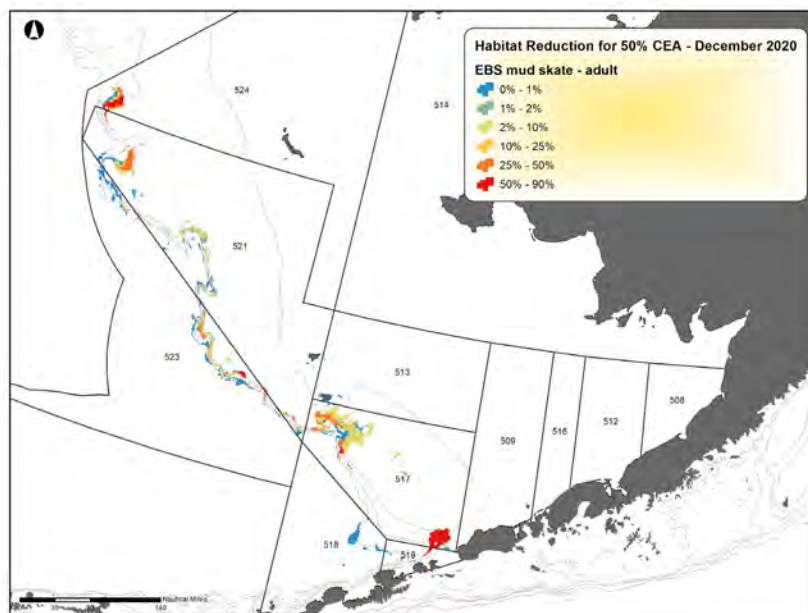 Habitat Reduction for 50% CEA - December 2020
EBS mud skate - adult
0% - 1%
1% - 2%
2% - 10%
10% - 25%
25% - 50%
50% - 90%
524
514
521
523
513
509
516
512
508
517
518
519
Nautical Miles
140